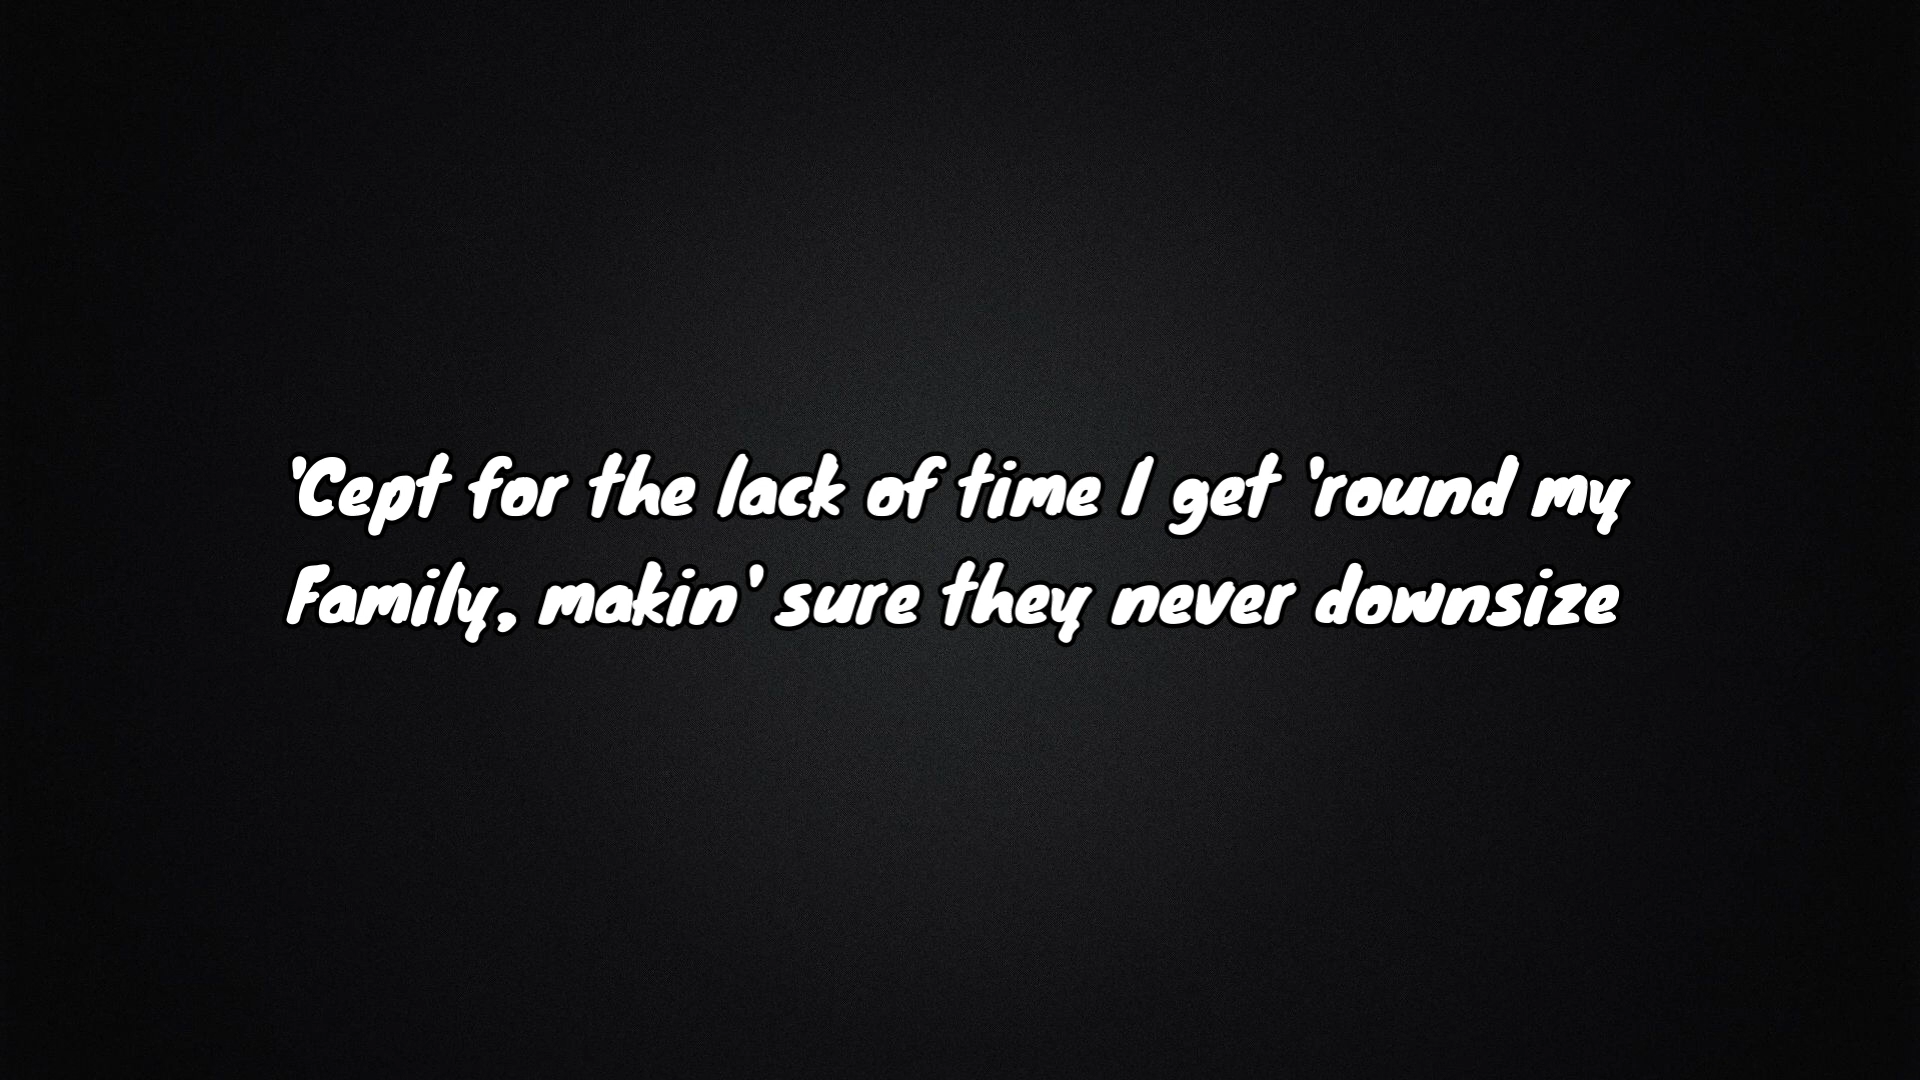 'Cept for the lack of time I get 'round my
Family, makin' sure they never downsize